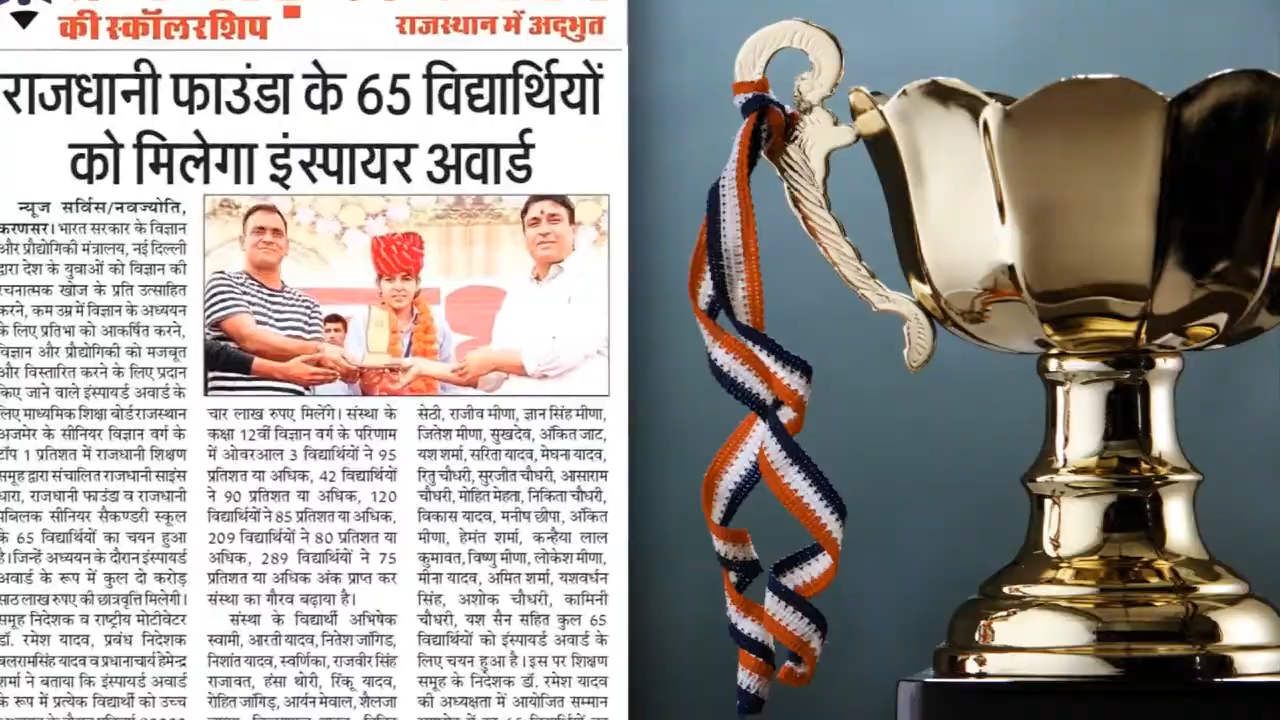 की स्कॉलरशिप
राजस्थान में अद्भुत
राजधानी फाउंडा के 65 विद्यार्थियों
को मिलेगा इंस्पायर अवार्ड
न्यूज सर्विस/नवज्योति,
करणसर। भारत सरकार के विज्ञान
और प्रौद्योगिकी मंत्रालय, नई दिल्ली
द्वारा देश के युवाओं को विज्ञान की
रचनात्मक खोज के प्रति उत्साहित
करने, कम उम्र में विज्ञान के अध्ययन
के लिए प्रतिभा को आकर्षित करने,
विज्ञान और प्रौद्योगिकी को मजबूत
और विस्तारित करने के लिए प्रदान
किए जाने वाले इंस्पायर्ड अवार्ड के
लिए माध्यमिक शिक्षा बोर्ड राजस्थान
अजमेर के सीनियर विज्ञान वर्ग के
टॉप 1 प्रतिशत में राजधानी शिक्षण
समूह द्वारा संचालित राजधानी साइंस
धारा, राजधानी फाउंडा व राजधानी
पब्लिक सीनियर सैकण्डरी स्कूल
के 65 विद्यार्थियों का चयन हुआ
है। जिन्हें अध्ययन के दौरान इंस्पायर्ड
अवार्ड के रूप में कुल दो करोड़
साठ लाख रुपए की छात्रवृत्ति मिलेगी।
समूह निदेशक व राष्ट्रीय मोटीवेटर
डॉ. रमेश यादव, प्रबंध निदेशक
बलरामसिंह यादव व प्रधानाचार्य हेमेन्द्र
शर्मा ने बताया कि इंस्पायर्ड अवार्ड
के रूप में प्रत्येक विद्यार्थी को उच्च
चार लाख रुपए मिलेंगे। संस्था के
कक्षा 12वीं विज्ञान वर्ग के परिणाम
में ओवरआल 3 विद्यार्थियों ने 95
प्रतिशत या अधिक, 42 विद्यार्थियों
ने 90 प्रतिशत या अधिक, 120
विद्यार्थियों ने 85 प्रतिशत या अधिक,
209 विद्यार्थियों ने 80 प्रतिशत या
अधिक, 289 विद्यार्थियों ने 75
प्रतिशत या अधिक अंक प्राप्त कर
संस्था का गौरव बढ़ाया है।
संस्था के विद्यार्थी अभिषेक
स्वामी, आरती यादव, नितेश जांगिड,
निशांत यादव, स्वर्णिका, राजवीर सिंह
राजावत, हंसा थोरी, रिंकू यादव,
रोहित जांगिड़, आर्यन मेवाल, शैलजा
सेठी, राजीव मीणा, ज्ञान सिंह मीणा,
जितेश मीणा, सुखदेव, अंकित जाट,
यश शर्मा, सरिता यादव, मेघना यादव,
रितु चौधरी, सुरजीत चौधरी, आसाराम
चौधरी, मोहित मेहता, निकिता चौधरी,
विकास यादव, मनीष छीपा, अंकित
मीणा, हेमंत शर्मा, कन्हैया लाल
कुमावत, विष्णु मीणा, लोकेश मीणा,
मीना यादव, अमित शर्मा, यशवर्धन
सिंह, अशोक चौधरी, कामिनी
चौधरी, यश सैन सहित कुल 65
विद्यार्थियों को इंस्पायर्ड अवार्ड के
लिए चयन हुआ है। इस पर शिक्षण
समूह के निदेशक डॉ. रमेश यादव
की अध्यक्षता में आयोजित सम्मान